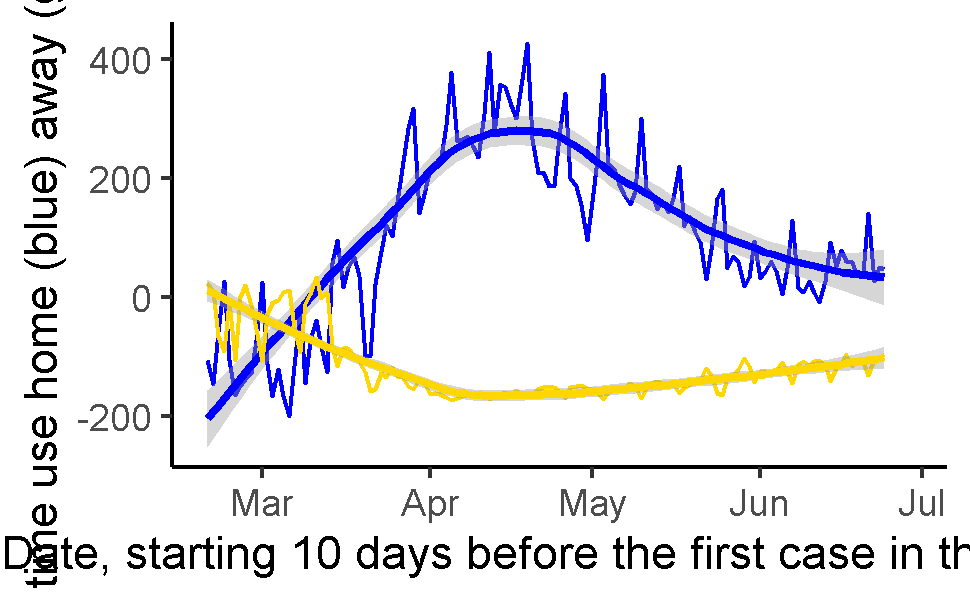 time use home (blue) away (
400
200
0
-200
Mar Apr May Jun Jul
Date, starting 10 days before the first case in th